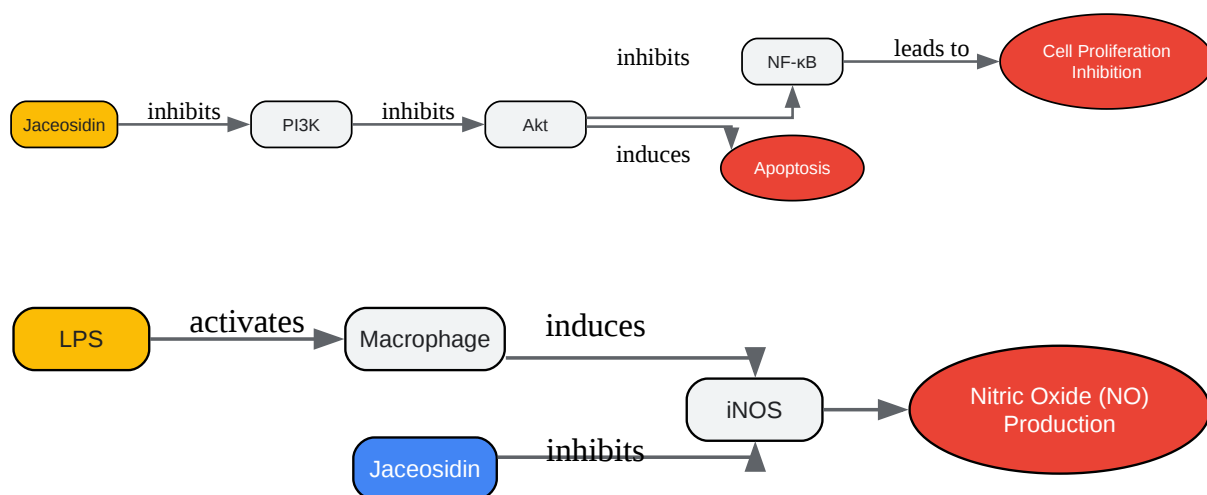 Jaceosidin
inhibits
PI3K
inhibits
Akt
inhibits
NF-κB
leads to
Cell Proliferation
Inhibition
induces
Apoptosis
LPS
activates
Macrophage
induces
iNOS
Nitric Oxide (NO)
Production
Jaceosidin
inhibits